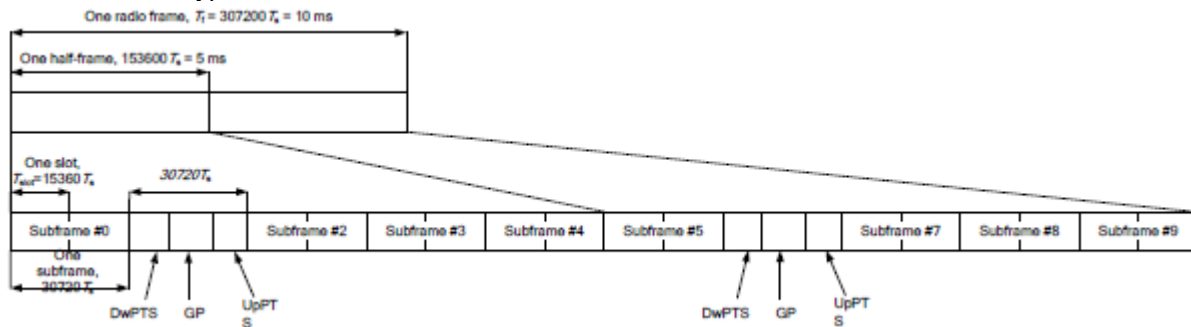 One radio frame, Tf = 307200 Ts = 10 ms
One half-frame, 153600 Ts = 5 ms
One slot,
Tslot=15360 Ts
30720Ts
Subframe #0
Subframe #2
Subframe #3
Subframe #4
Subframe #5
Subframe #7
Subframe #8
Subframe #9
One
subframe,
30720 Ts
DwPTS
GP
UpPT
S
DwPTS
GP
UpPT
S